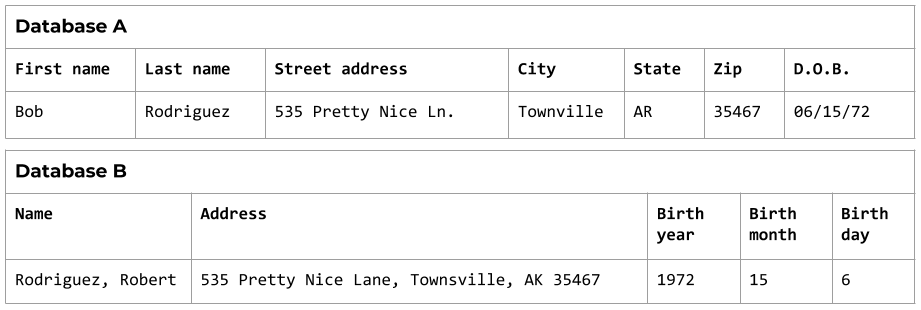 Database A
First name Last name Street address City State Zip D.O.B.
Bob Rodriguez 535 Pretty Nice Ln. Townville AR 35467 06/15/72
Database B
Name Address Birth year Birth month Birth day
Rodriguez, Robert 535 Pretty Nice Lane, Townsville, AK 35467 1972 15 6